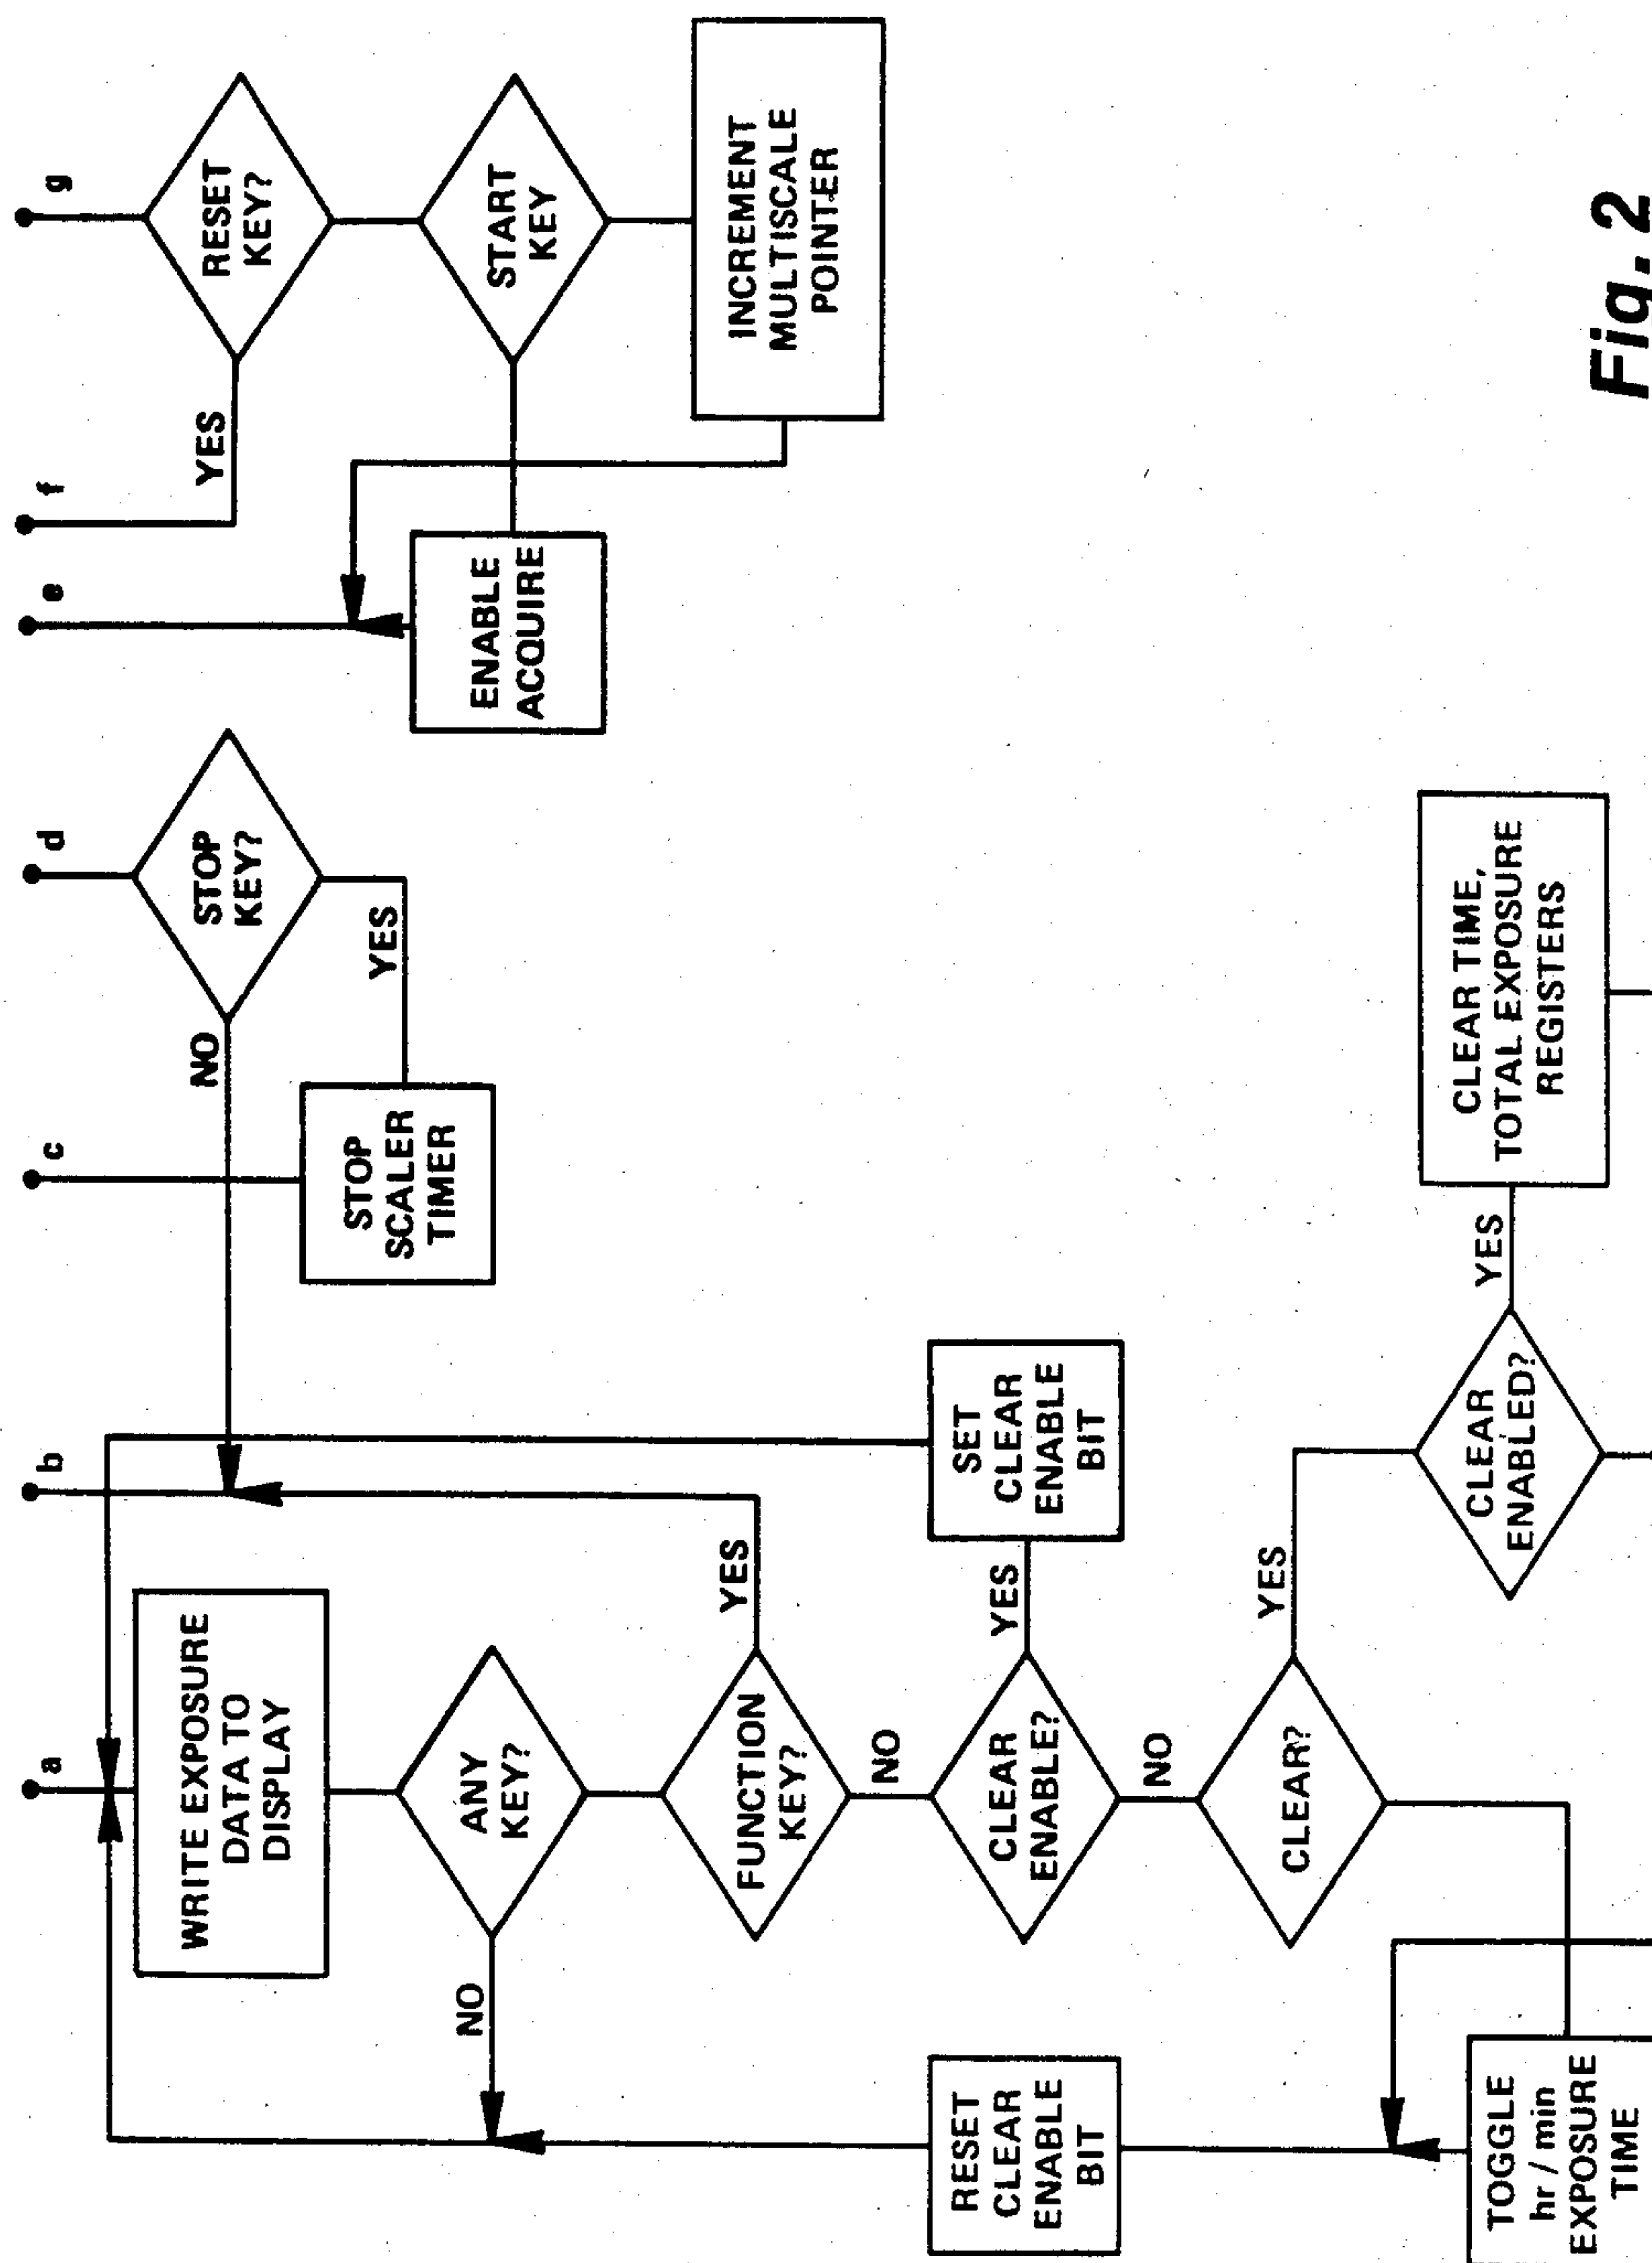 a
b
c
d
e
f
g
WRITE EXPOSURE
DATA TO
DISPLAY
NO
ANY
KEY?
FUNCTION
KEY?
YES
NO
CLEAR
ENABLE?
YES
SET
CLEAR
ENABLE
BIT
NO
CLEAR?
YES
RESET
CLEAR
ENABLE
BIT
TOGGLE
hr / min
EXPOSURE
TIME
CLEAR
ENABLED?
YES
CLEAR TIME,
TOTAL EXPOSURE
REGISTERS
NO
STOP
KEY?
YES
STOP
SCALER
TIMER
YES
RESET
KEY?
START
KEY
ENABLE
ACQUIRE
INCREMENT
MULTISCALE
POINTER
Fig. 2